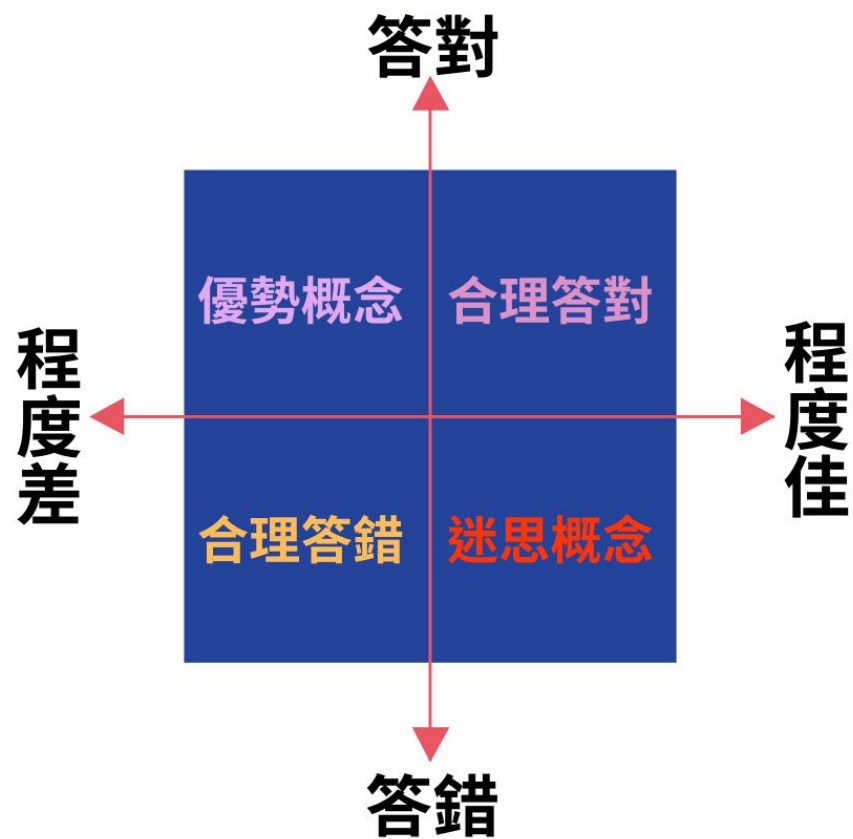 答對
優勢概念
合理答對
程度差
程度佳
合理答錯
迷思概念
答錯